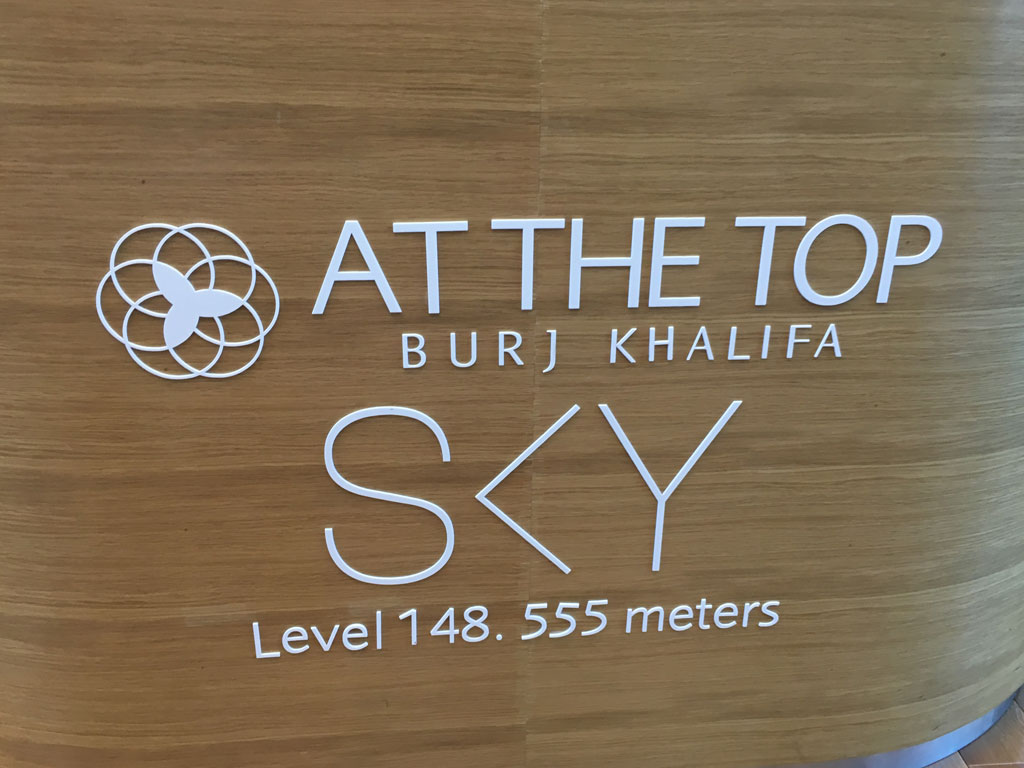 AT THE TOP
BURJ KHALIFA
SKY
Level 148. 555 meters